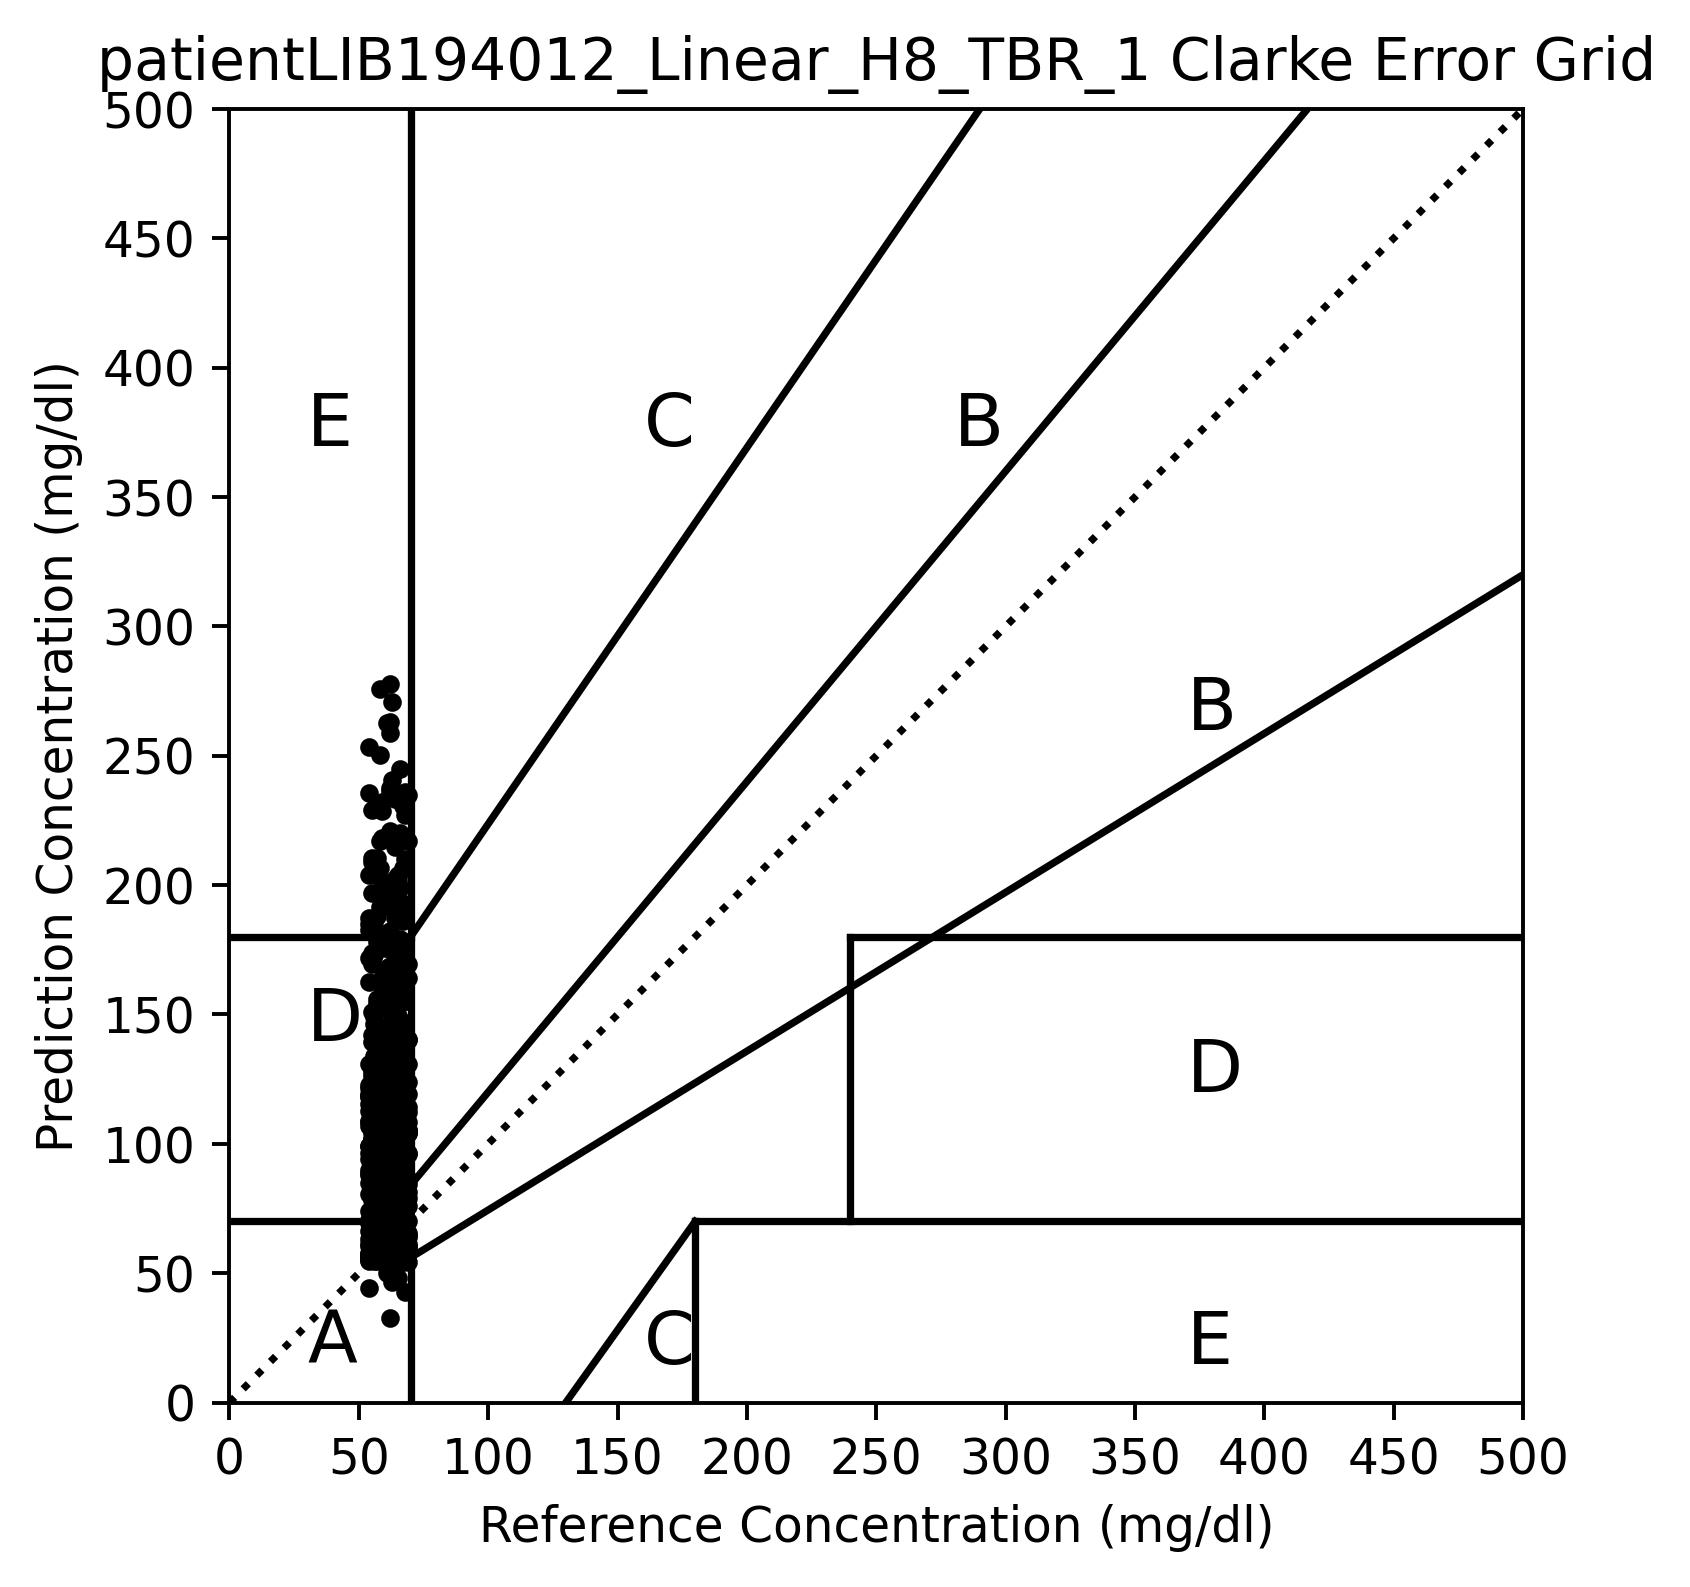 patientLIB194012_Linear_H8_TBR_1 Clarke Error Grid
500
450
400
350
300
250
200
150
100
50
0
Prediction Concentration (mg/dl)
E
C
B
B
D
D
A
C
E
0 50 100 150 200 250 300 350 400 450 500
Reference Concentration (mg/dl)